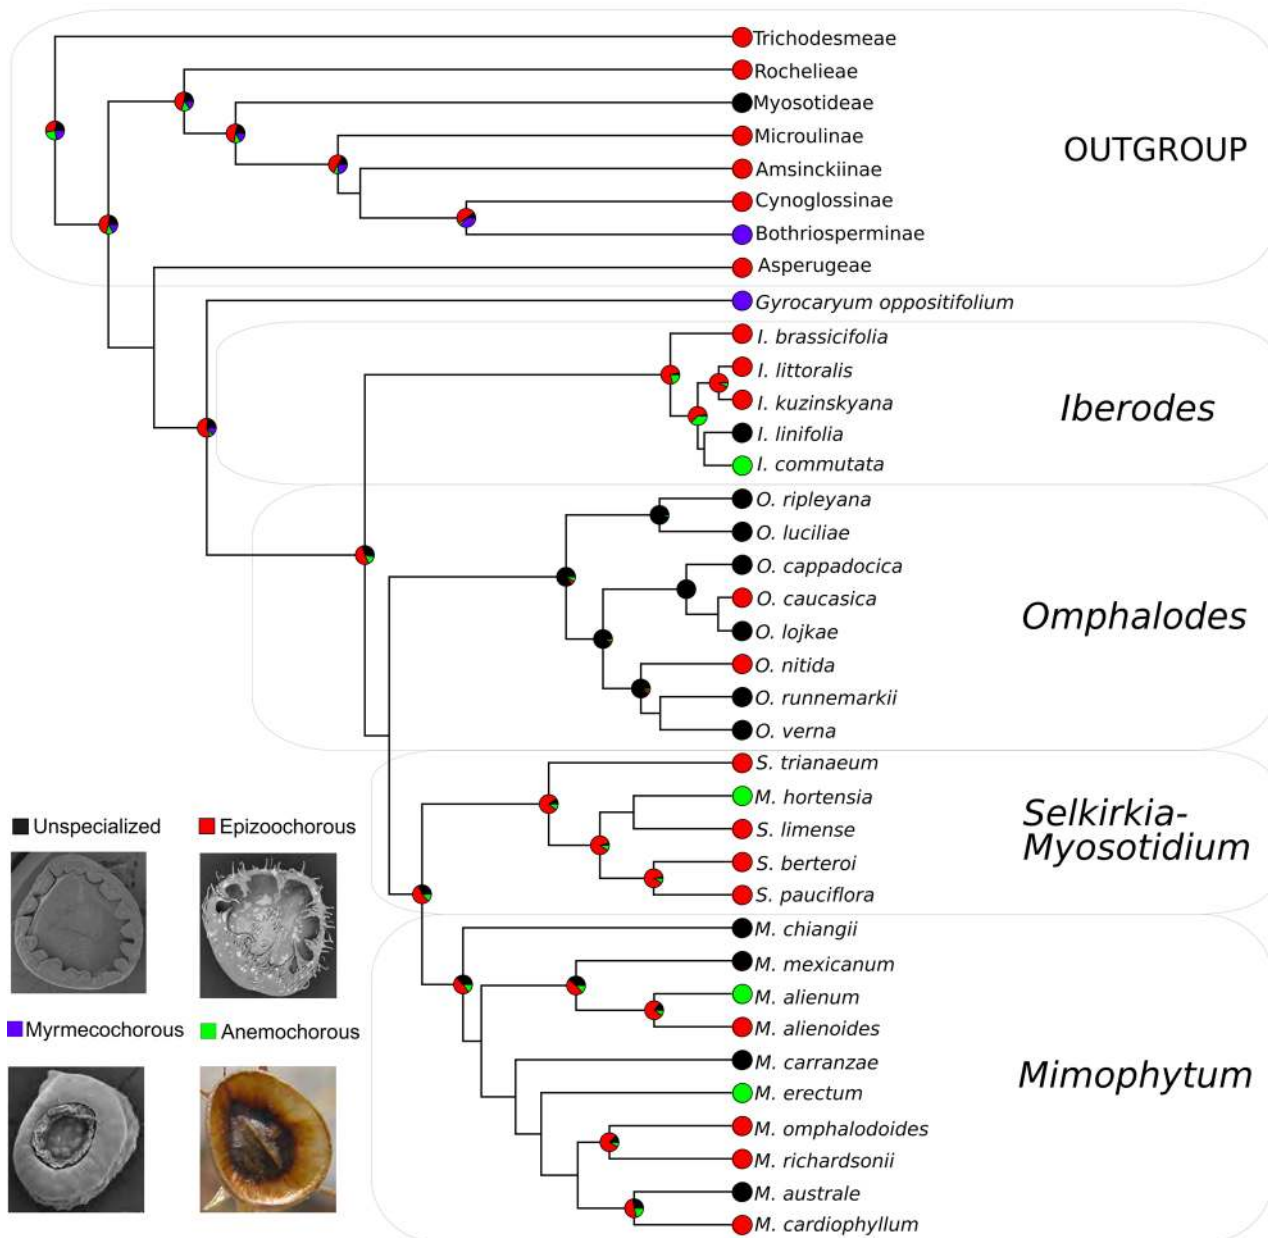 Trichodesmeae
Rochelieae
Myosotideae
Microulinae
Amsinckiinae
Cynoglossinae
Bothriosperminae
Asperugeae
OUTGROUP
Gyrocaryum oppositifolium
I. brassicifolia
I. littoralis
I. kuzinskyana
I. linifolia
I. commutata
Iberodes
O. ripleyana
O. luciliae
O. cappadocica
O. caucasica
O. lojkae
O. nitida
O. runnemarkii
O. verna
Omphalodes
S. trianaeum
M. hortensia
S. limense
S. berteroi
S. pauciflora
Selkirkia-
Myosotidium
M. chiangii
M. mexicanum
M. alienum
M. alienoides
M. carranzae
M. erectum
M. omphalodoides
M. richardsonii
M. australe
M. cardiophyllum
Mimophytum
Unspecialized
Epizoochorous
Myrmecochorous
Anemochorous